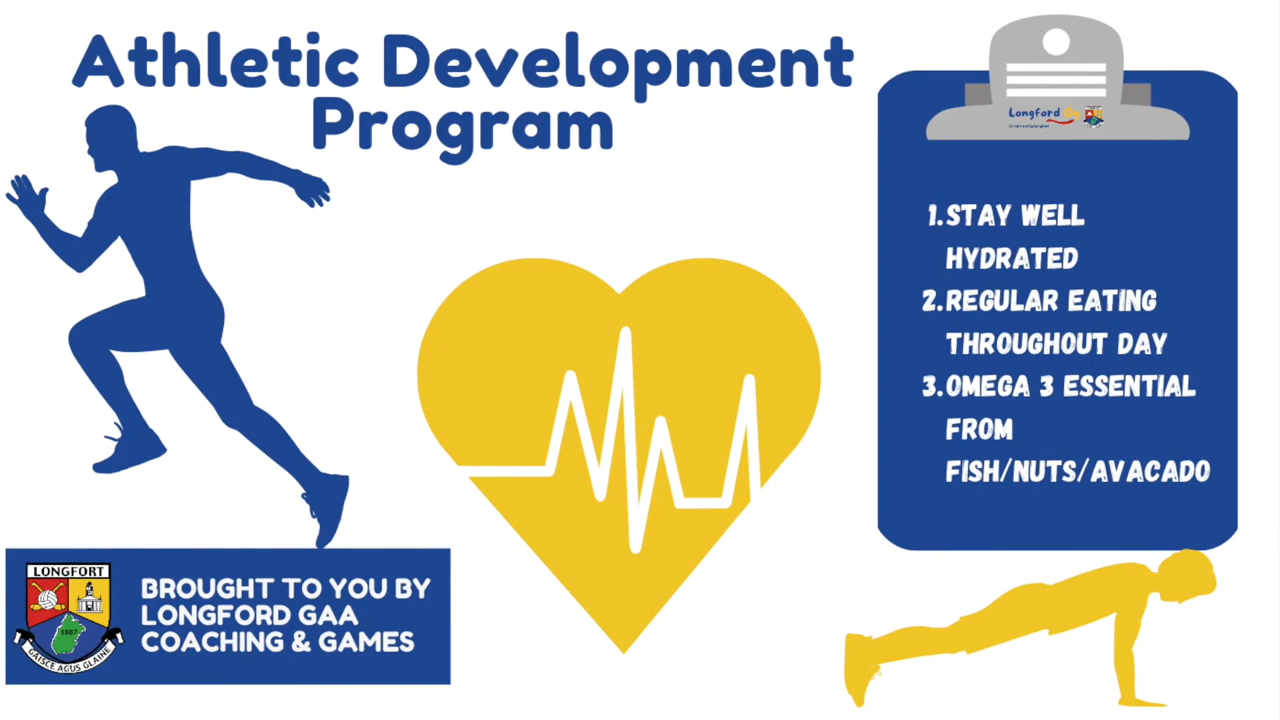 Athletic Development
Program
Longford
1. STAY WELL
HYDRATED
2. REGULAR EATING
THROUGHOUT DAY
3. OMEGA 3 ESSENTIAL
FROM
FISH/NUTS/AVACADO
LONGFORT
1887
GAISCE AGUS GLAINE
BROUGHT TO YOU BY
LONGFORD GAA
COACHING & GAMES